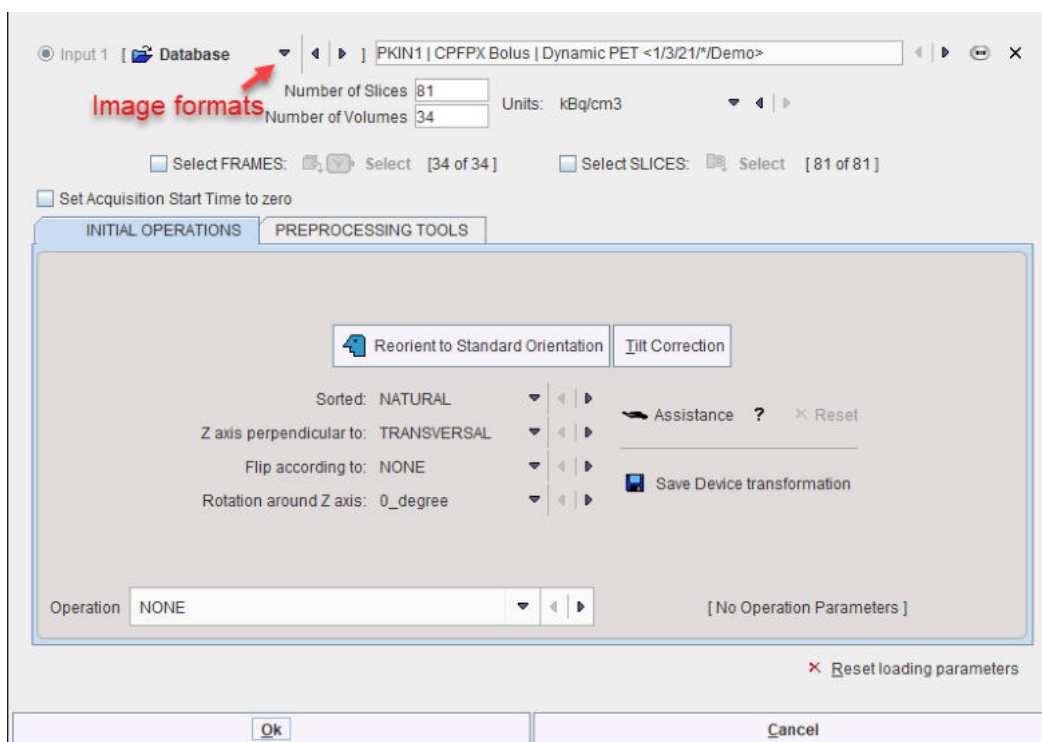 Input 1 [ Database ] PKIN1 | CPFPX Bolus | Dynamic PET <1/3/21/*/Demo>
Image formats
Number of Slices 81
Number of Volumes 34
Units: kBq/cm3
Select FRAMES: Select [34 of 34] Select SLICES: Select [81 of 81]
Set Acquisition Start Time to zero
INITIAL OPERATIONS PREPROCESSING TOOLS
Reorient to Standard Orientation Tilt Correction
Sorted: NATURAL
Z axis perpendicular to: TRANSVERSAL
Flip according to: NONE
Rotation around Z axis: 0_degree
Assistance ? Reset
Save Device transformation
Operation NONE [ No Operation Parameters ]
Reset loading parameters
Ok Cancel